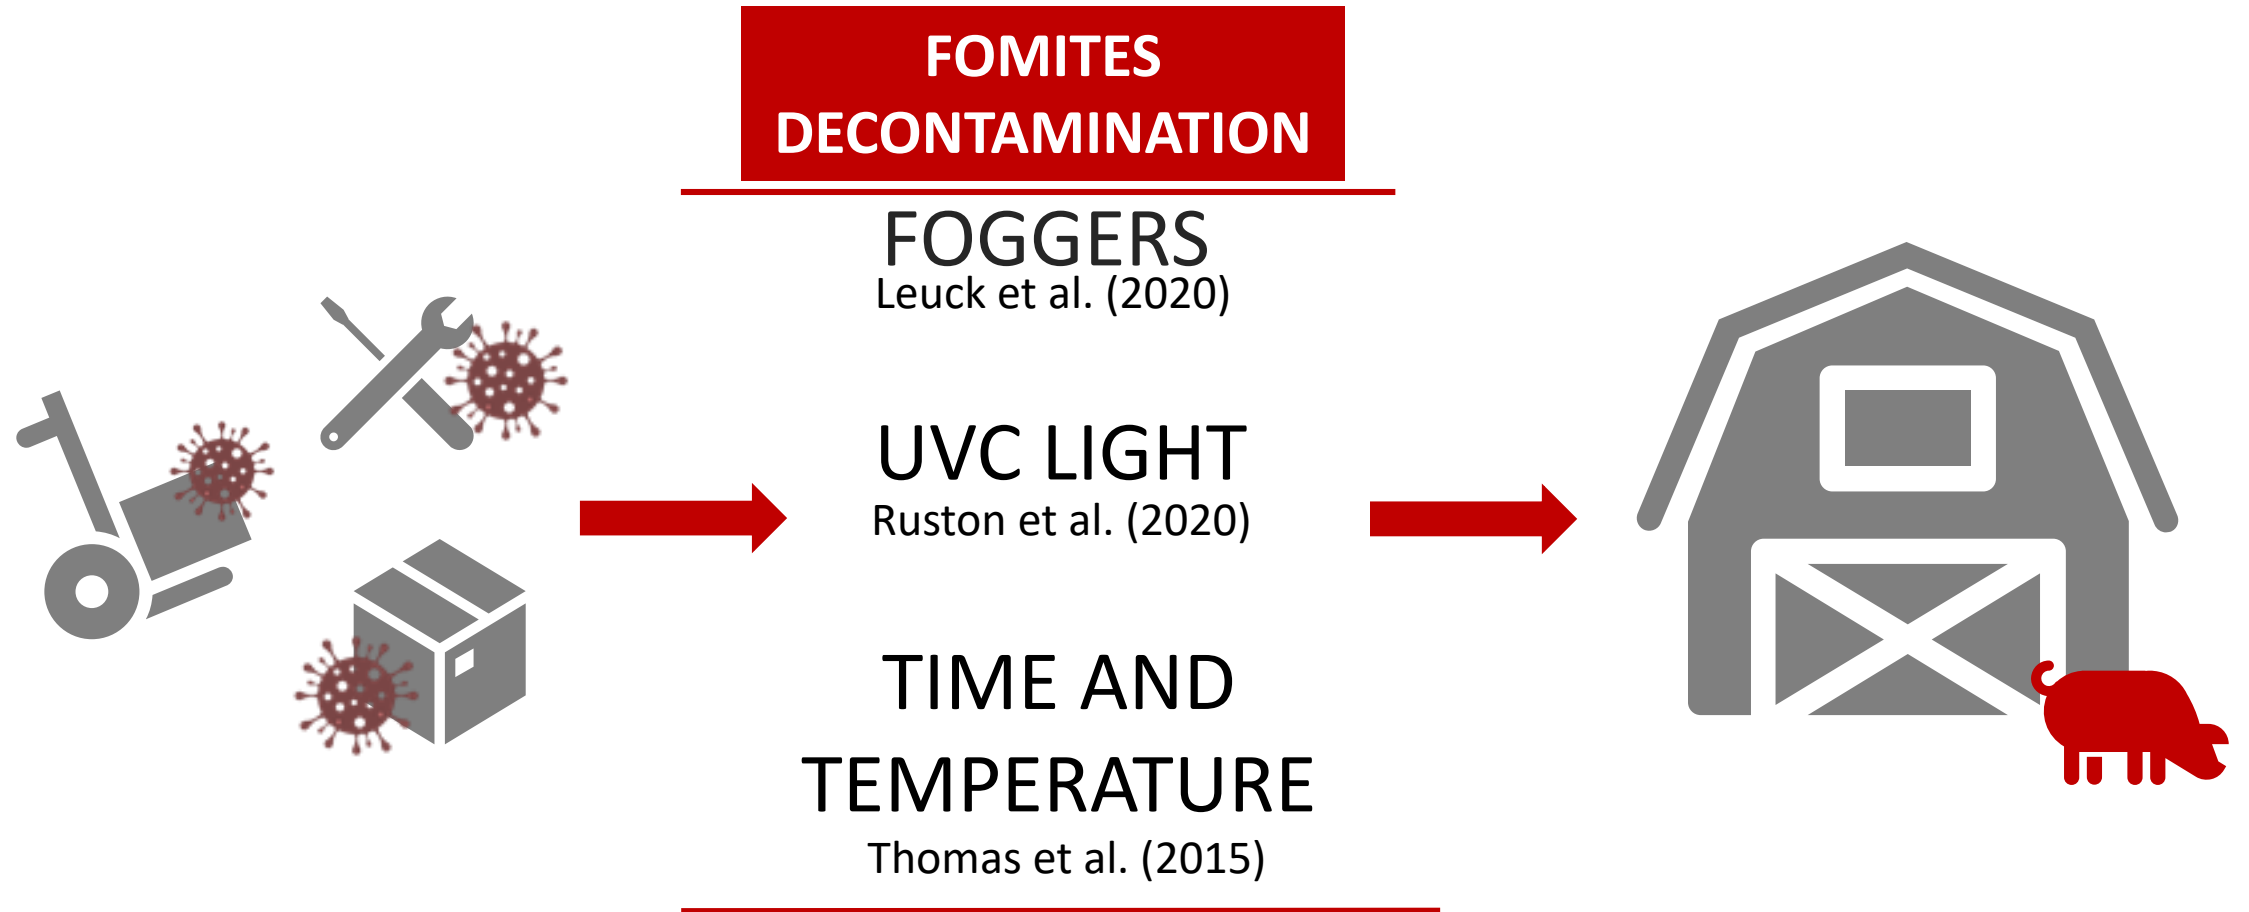 FOMITES
DECONTAMINATION
FOGGERS
Leuck et al. (2020)
UVC LIGHT
Ruston et al. (2020)
TIME AND
TEMPERATURE
Thomas et al. (2015)